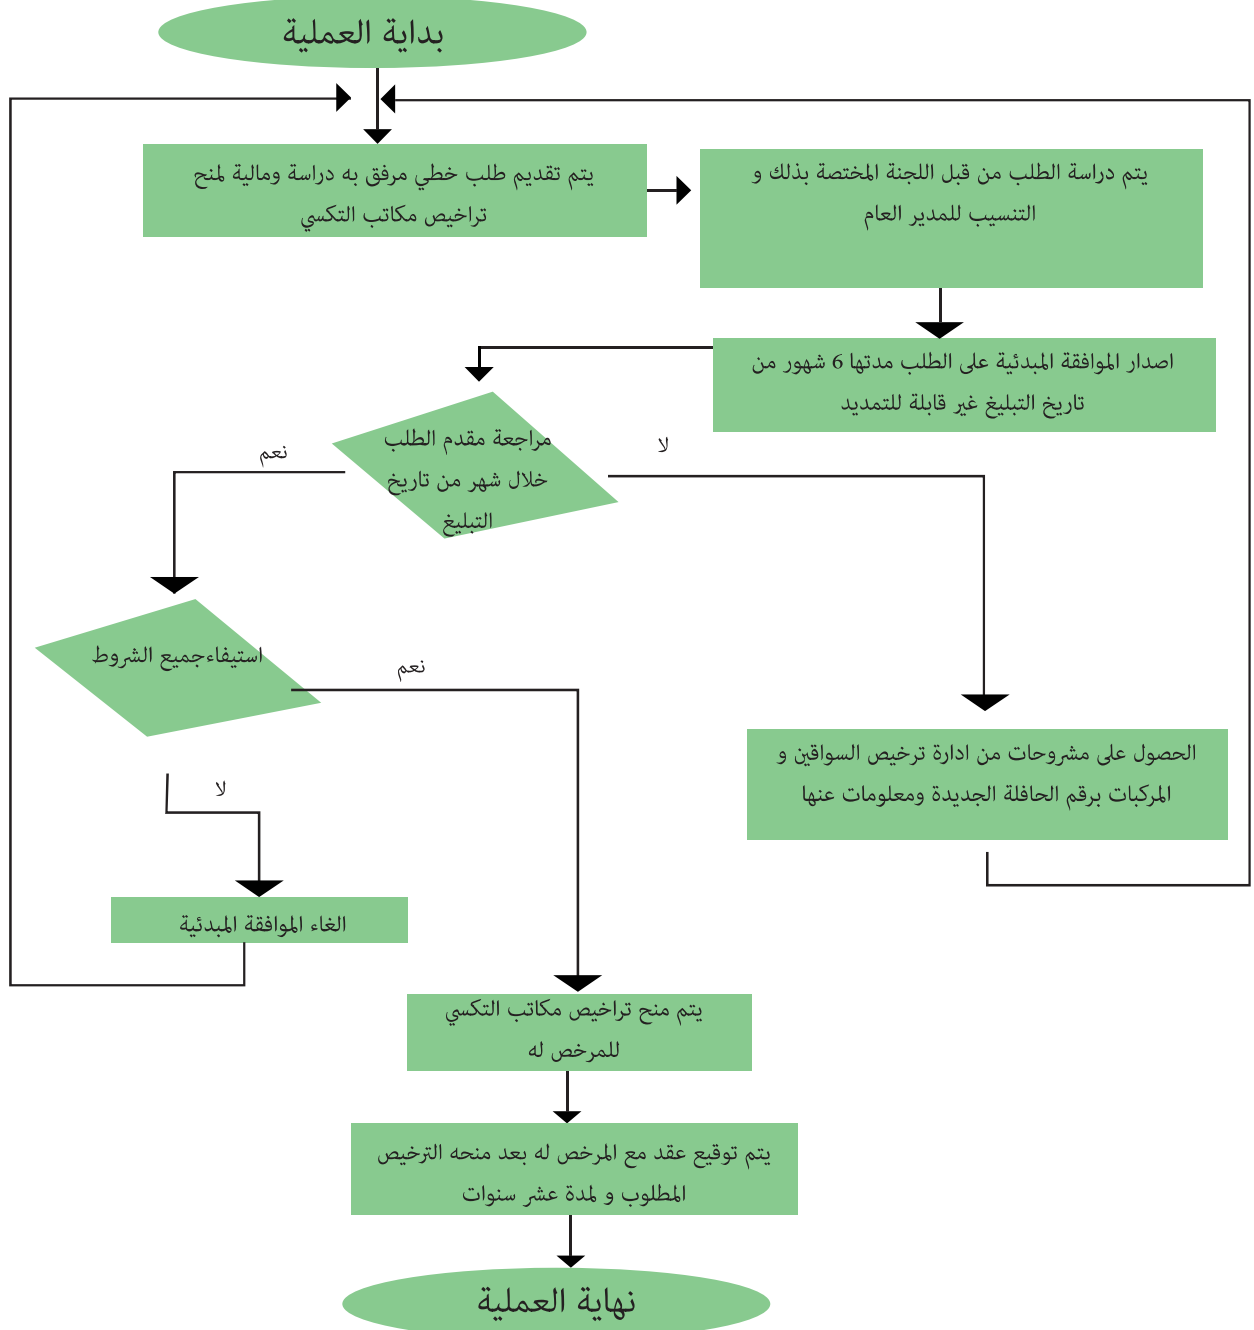 بداية العملية
يتم تقديم طلب خطي مرفق به دراسة ومالية لمنح
تراخيص مكاتب التكسي
يتم دراسة الطلب من قبل اللجنة المختصة بذلك و
التنسيب للمدير العام
اصدار الموافقة المبدئية على الطلب مدتها 6 شهور من
تاريخ التبليغ غير قابلة للتمديد
مراجعة مقدم الطلب
خلال شهر من تاريخ
التبليغ
لا
نعم
استيفاءجميع الشروط
نعم
الحصول على مشروحات من ادارة ترخيص السواقين و
المركبات برقم الحافلة الجديدة ومعلومات عنها
لا
الغاء الموافقة المبدئية
يتم منح تراخيص مكاتب التكسي
للمرخص له
يتم توقيع عقد مع المرخص له بعد منحه الترخيص
المطلوب و لمدة عشر سنوات
نهاية العملية